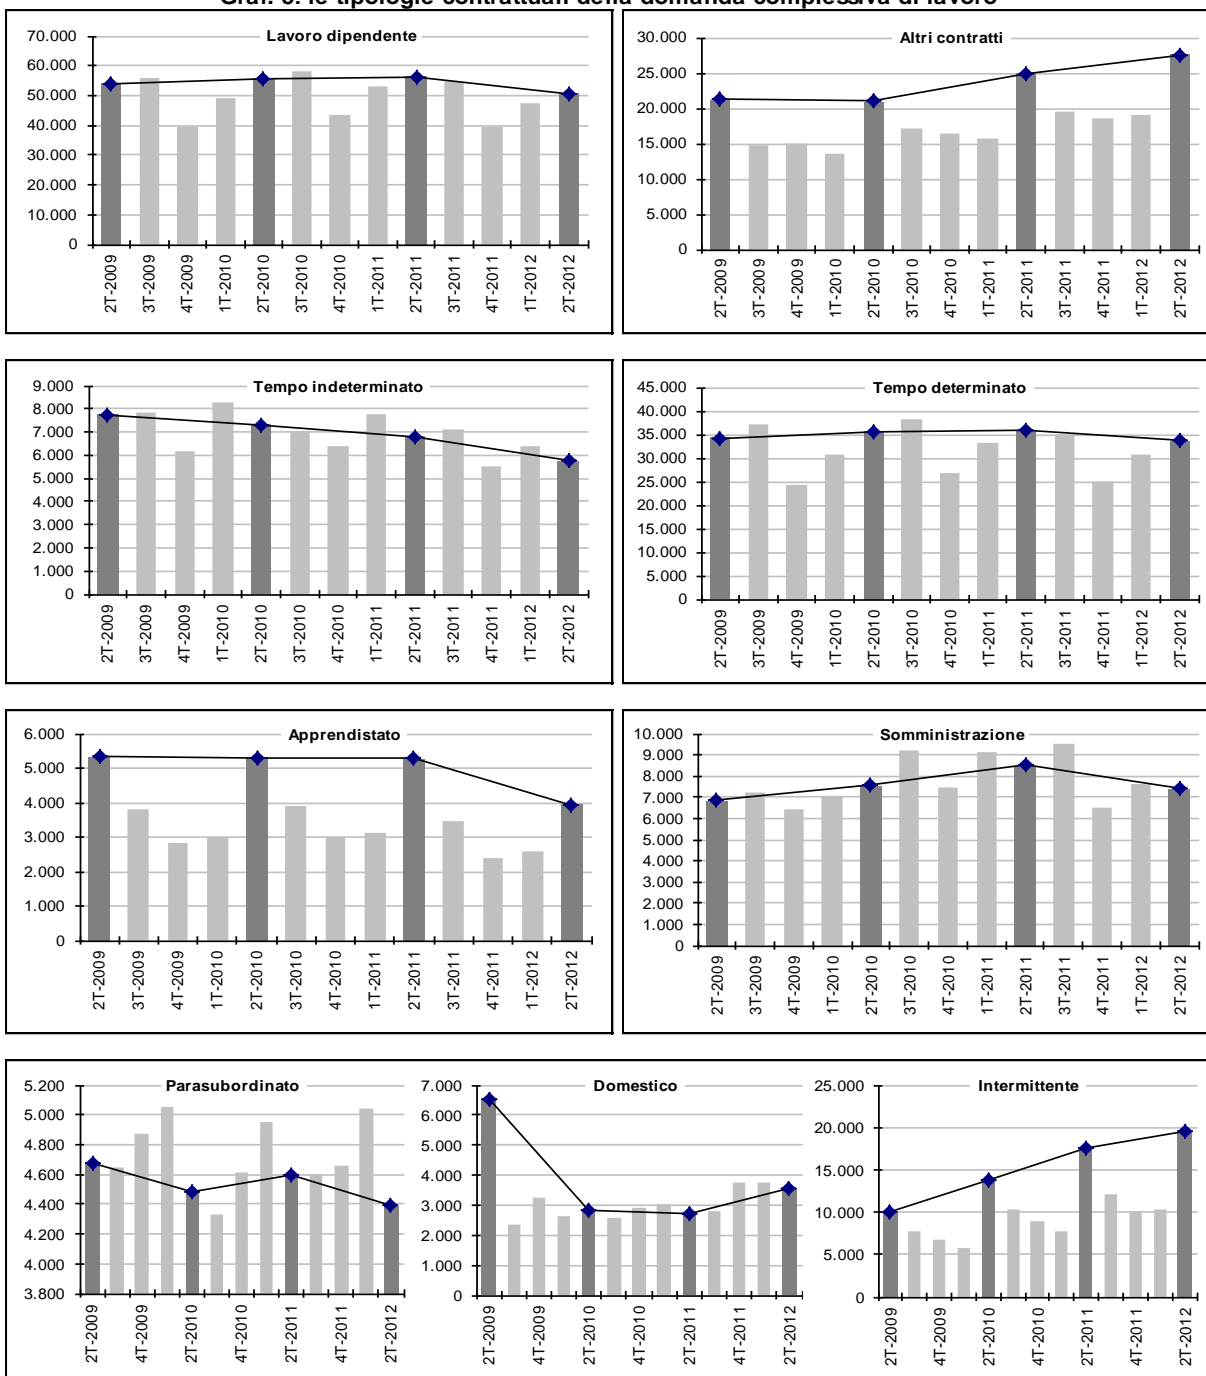 Graf. 6: le tipologie contrattuali della domanda complessiva di lavoro
Lavoro dipendente
70.000
60.000
50.000
40.000
30.000
20.000
10.000
0
2T-2009
3T-2009
4T-2009
1T-2010
2T-2010
3T-2010
4T-2010
1T-2011
2T-2011
3T-2011
4T-2011
1T-2012
2T-2012
Altri contratti
30.000
25.000
20.000
15.000
10.000
5.000
0
2T-2009
3T-2009
4T-2009
1T-2010
2T-2010
3T-2010
4T-2010
1T-2011
2T-2011
3T-2011
4T-2011
1T-2012
2T-2012
Tempo indeterminato
9.000
8.000
7.000
6.000
5.000
4.000
3.000
2.000
1.000
0
2T-2009
3T-2009
4T-2009
1T-2010
2T-2010
3T-2010
4T-2010
1T-2011
2T-2011
3T-2011
4T-2011
1T-2012
2T-2012
Tempo determinato
45.000
40.000
35.000
30.000
25.000
20.000
15.000
10.000
5.000
0
2T-2009
3T-2009
4T-2009
1T-2010
2T-2010
3T-2010
4T-2010
1T-2011
2T-2011
3T-2011
4T-2011
1T-2012
2T-2012
Apprendistato
6.000
5.000
4.000
3.000
2.000
1.000
0
2T-2009
3T-2009
4T-2009
1T-2010
2T-2010
3T-2010
4T-2010
1T-2011
2T-2011
3T-2011
4T-2011
1T-2012
2T-2012
Somministrazione
10.000
9.000
8.000
7.000
6.000
5.000
4.000
3.000
2.000
1.000
0
2T-2009
3T-2009
4T-2009
1T-2010
2T-2010
3T-2010
4T-2010
1T-2011
2T-2011
3T-2011
4T-2011
1T-2012
2T-2012
Parasubordinato
5.200
5.000
4.800
4.600
4.400
4.200
4.000
3.800
2T-2009
4T-2009
2T-2010
4T-2010
2T-2011
4T-2011
2T-2012
Domestico
7.000
6.000
5.000
4.000
3.000
2.000
1.000
0
2T-2009
4T-2009
2T-2010
4T-2010
2T-2011
4T-2011
2T-2012
Intermittente
25.000
20.000
15.000
10.000
5.000
0
2T-2009
4T-2009
2T-2010
4T-2010
2T-2011
4T-2011
2T-2012